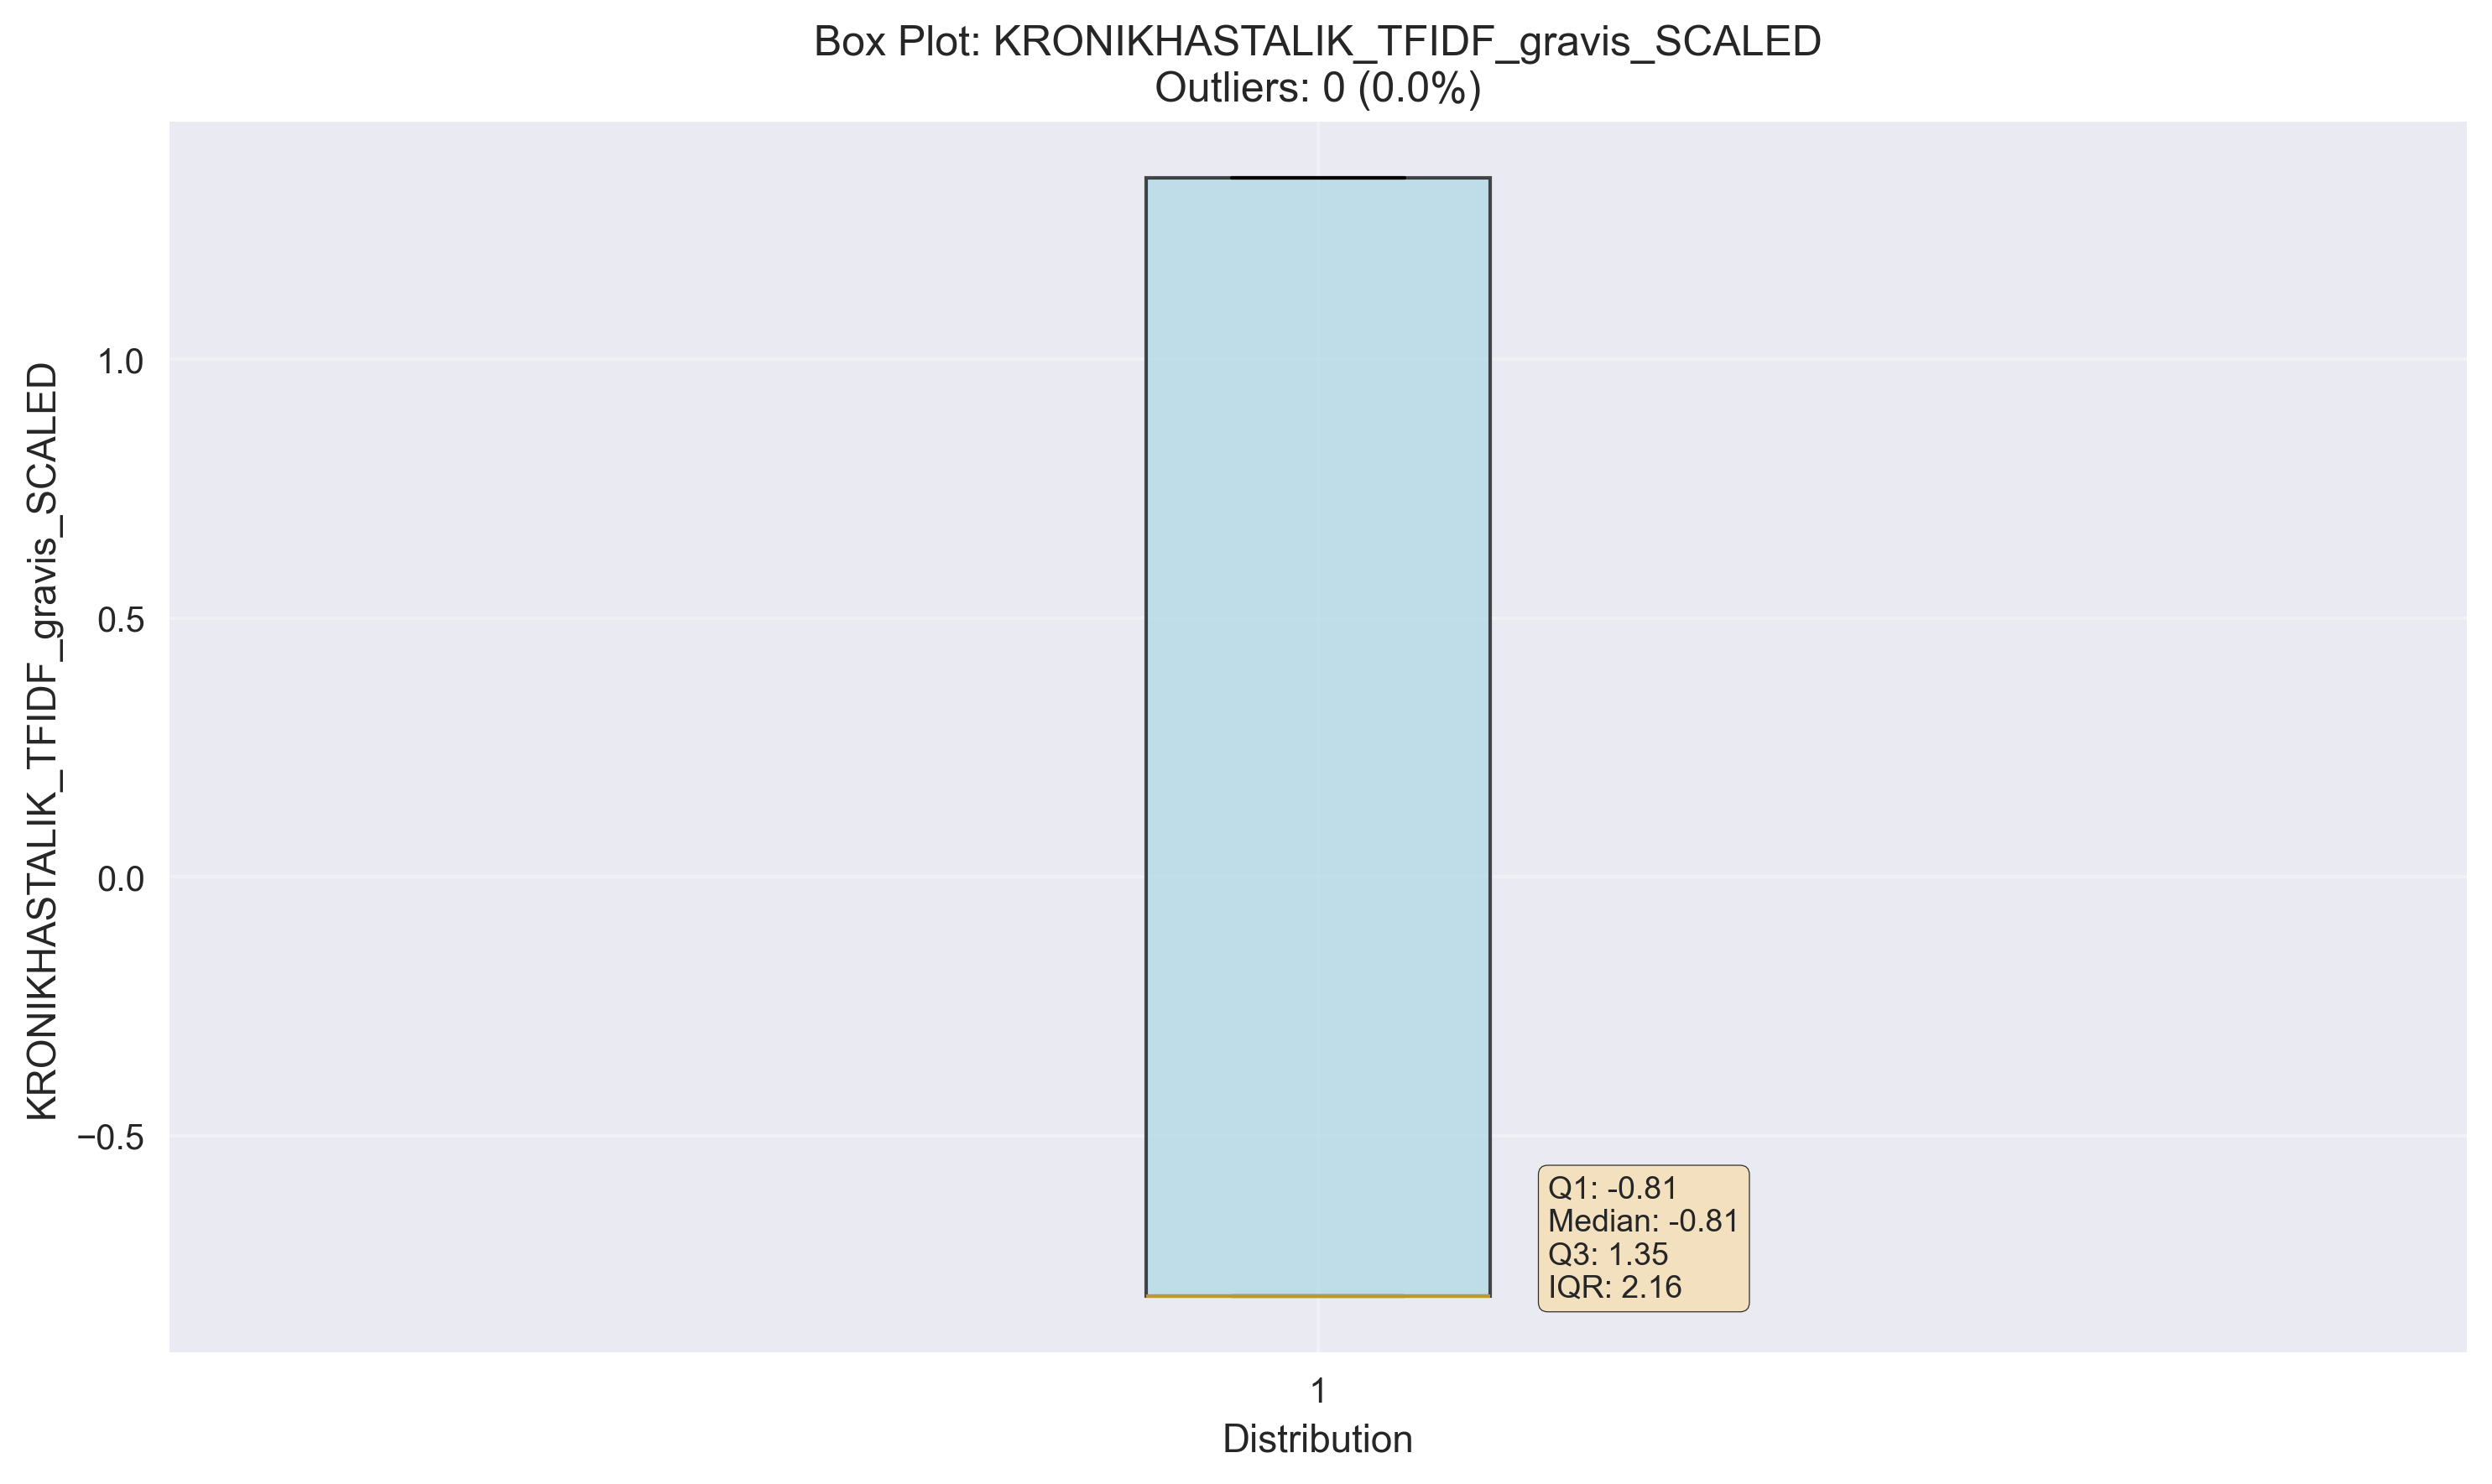 Box Plot: KRONIKHASTALIK_TFIDF_gravis_SCALED
Outliers: 0 (0.0%)
KRONIKHASTALIK_TFIDF_gravis_SCALED
1.0
0.5
0.0
−0.5
Q1: -0.81
Median: -0.81
Q3: 1.35
IQR: 2.16
1
Distribution